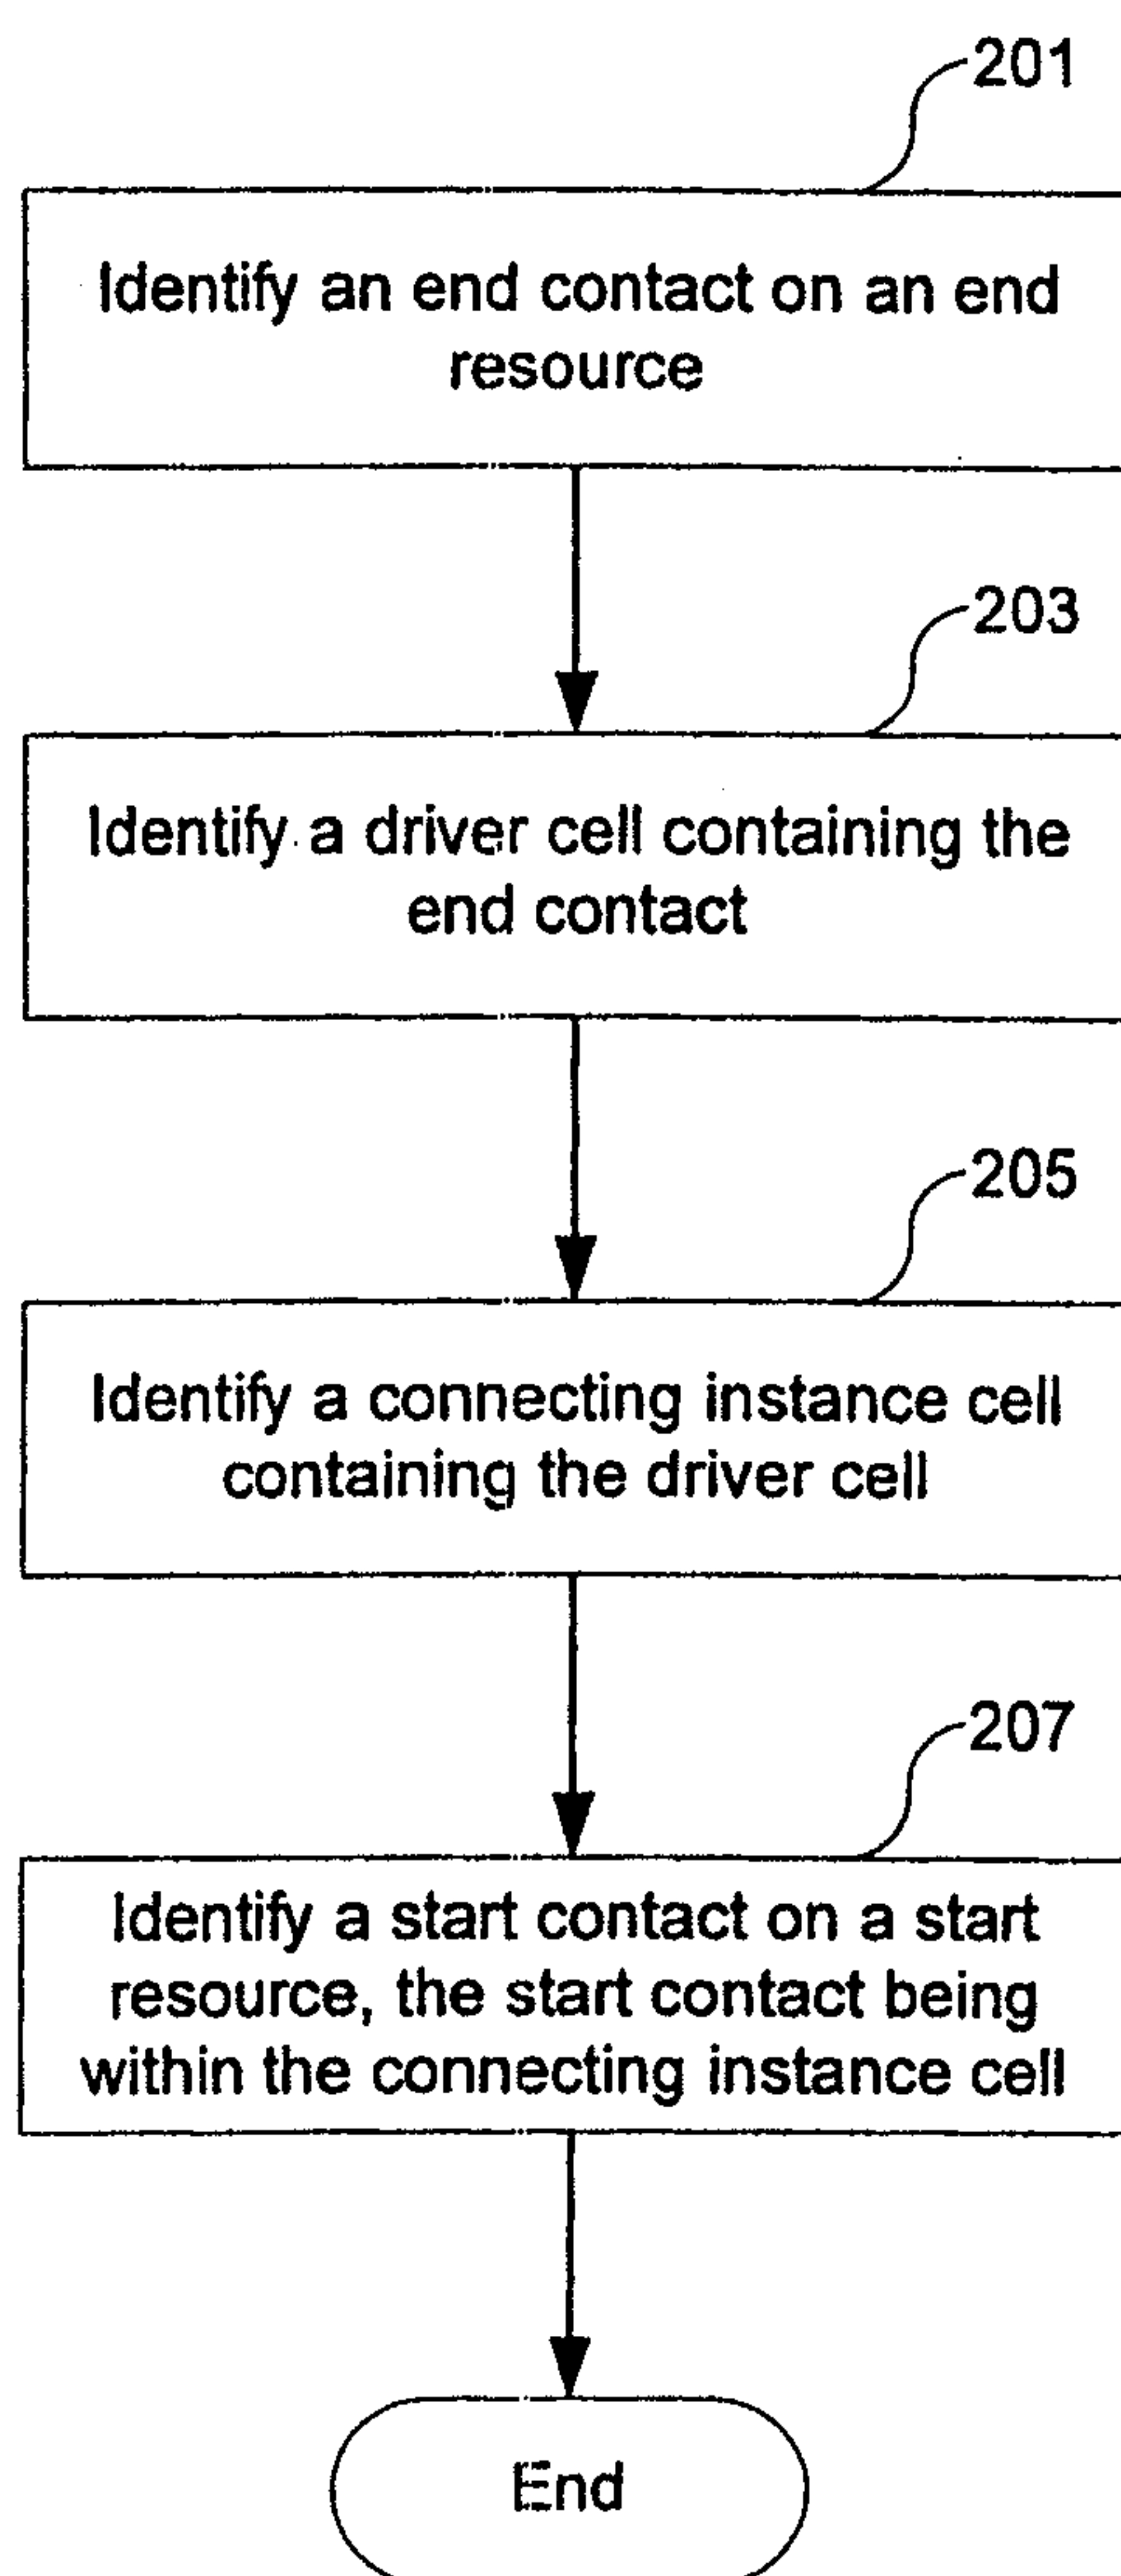 201
Identify an end contact on an end
resource
203
Identify a driver cell containing the
end contact
205
Identify a connecting instance cell
containing the driver cell
207
Identify a start contact on a start
resource, the start contact being
within the connecting instance cell
End